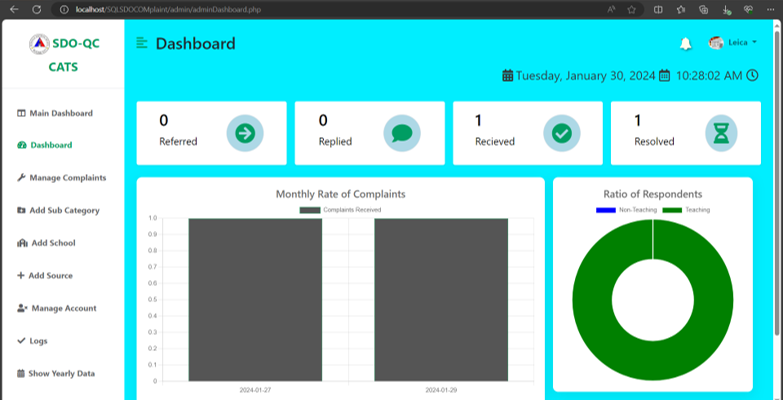 localhost/SQLSDOCOMplaint/admin/adminDashboard.php
SDO-QC
CATS
Dashboard
Leica
Tuesday, January 30, 2024 10:28:02 AM
Main Dashboard
Dashboard
Manage Complaints
Add Sub Category
Add School
Add Source
Manage Account
Logs
Show Yearly Data
0
Referred
0
Replied
1
Recieved
1
Resolved
Monthly Rate of Complaints
Complaints Received
1.0
0.9
0.8
0.7
0.6
0.5
0.4
0.3
0.2
0.1
0
2024-01-27
2024-01-29
Ratio of Respondents
Non-Teaching
Teaching